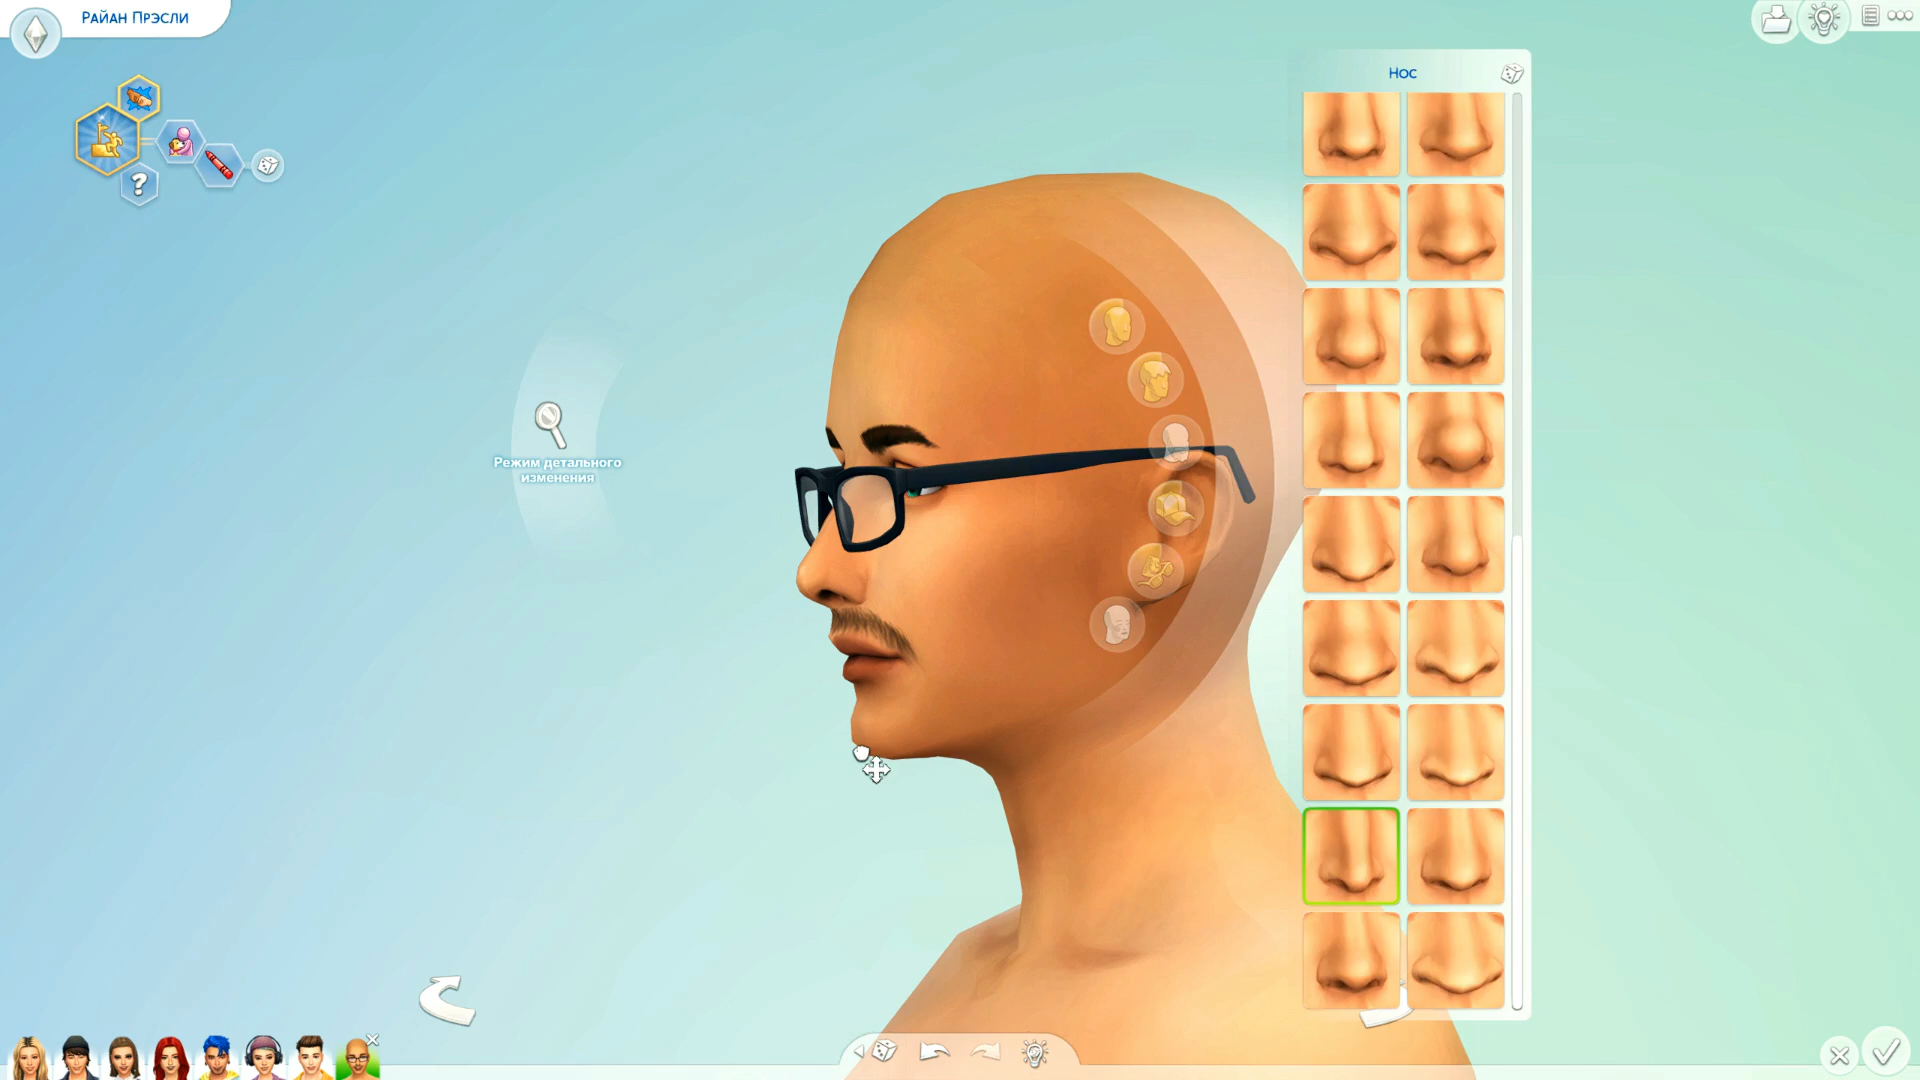 Райан Прэсли
Нос
?
Режим детального
изменения